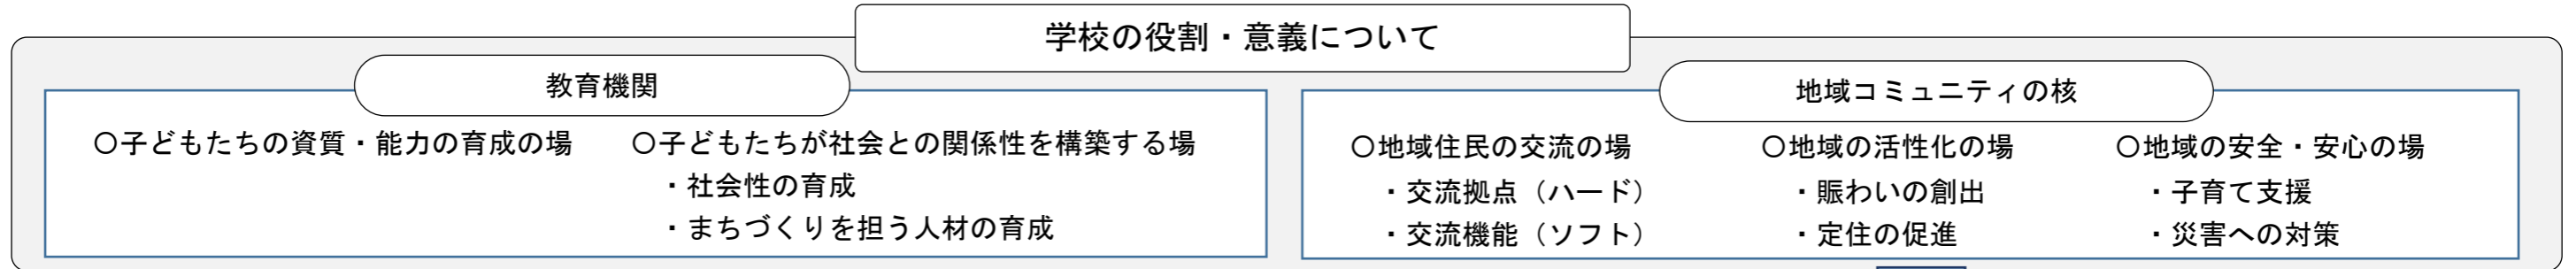 学校の役割・意義について
教育機関
〇子どもたちの資質・能力の育成の場
〇子どもたちが社会との関係性を構築する場
・社会性の育成
・まちづくりを担う人材の育成
地域コミュニティの核
〇地域住民の交流の場
・交流拠点（ハード）
・交流機能（ソフト）
〇地域の活性化の場
・賑わいの創出
・定住の促進
〇地域の安全・安心の場
・子育て支援
・災害への対策